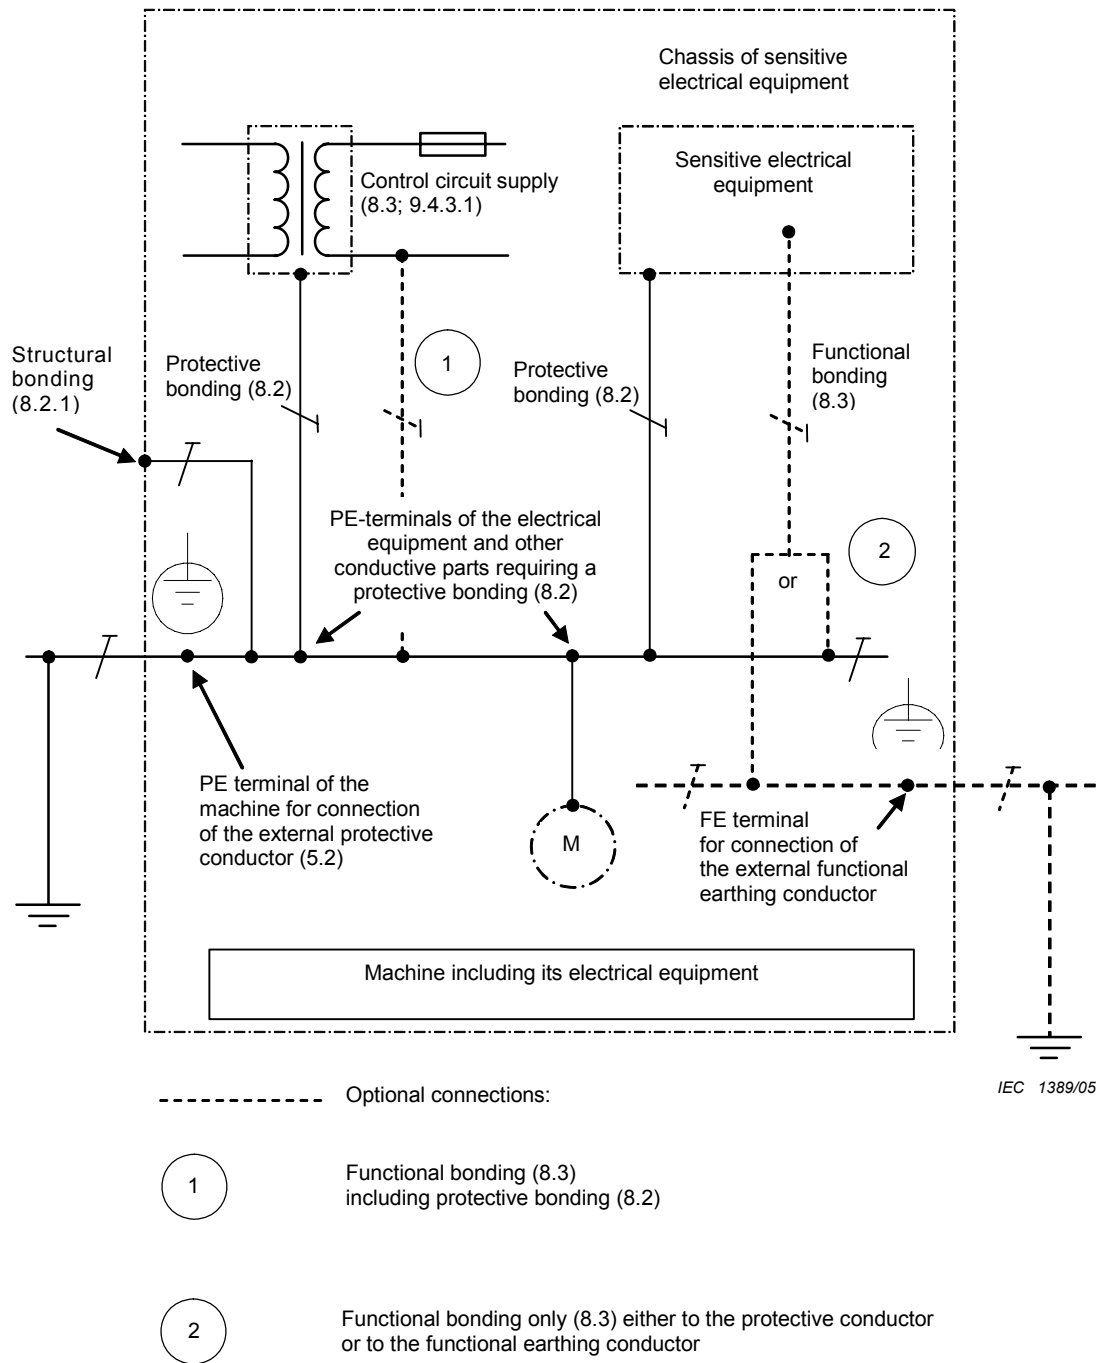 Chassis of sensitive
electrical equipment
Sensitive electrical
equipment
Control circuit supply
(8.3; 9.4.3.1)
1
Structural
bonding
(8.2.1)
Protective
bonding (8.2)
Protective
bonding (8.2)
Functional
bonding
(8.3)
PE-terminals of the electrical
equipment and other
conductive parts requiring a
protective bonding (8.2)
2
or
PE terminal of the
machine for connection
of the external protective
conductor (5.2)
M
FE terminal
for connection of
the external functional
earthing conductor
Machine including its electrical equipment
IEC 1389/05
Optional connections:
1
Functional bonding (8.3)
including protective bonding (8.2)
2
Functional bonding only (8.3) either to the protective conductor
or to the functional earthing conductor